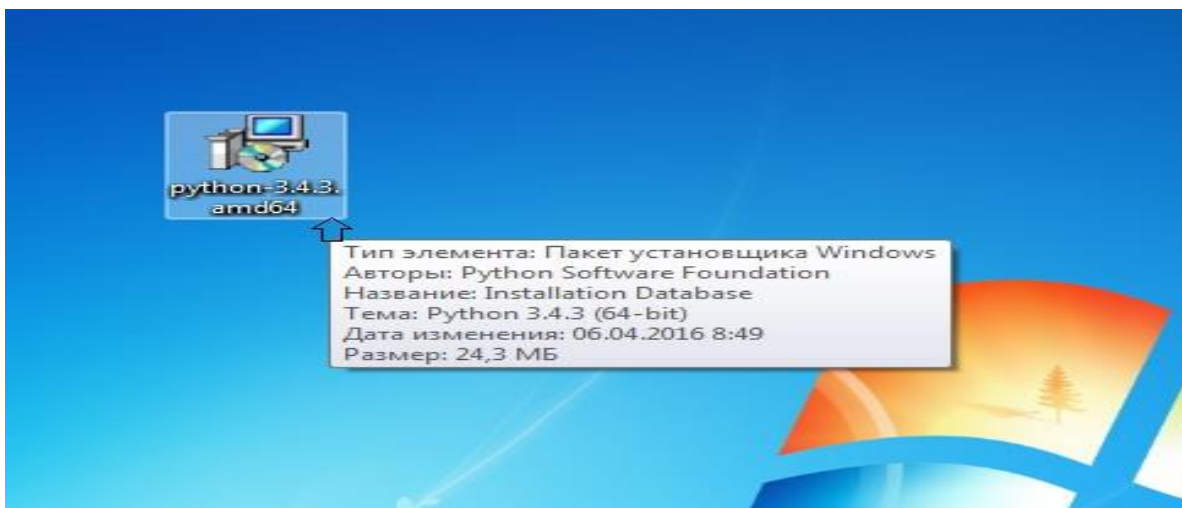 python-3.4.3.
amd64
Тип элемента: Пакет установщика Windows
Авторы: Python Software Foundation
Название: Installation Database
Тема: Python 3.4.3 (64-bit)
Дата изменения: 06.04.2016 8:49
Размер: 24,3 МБ